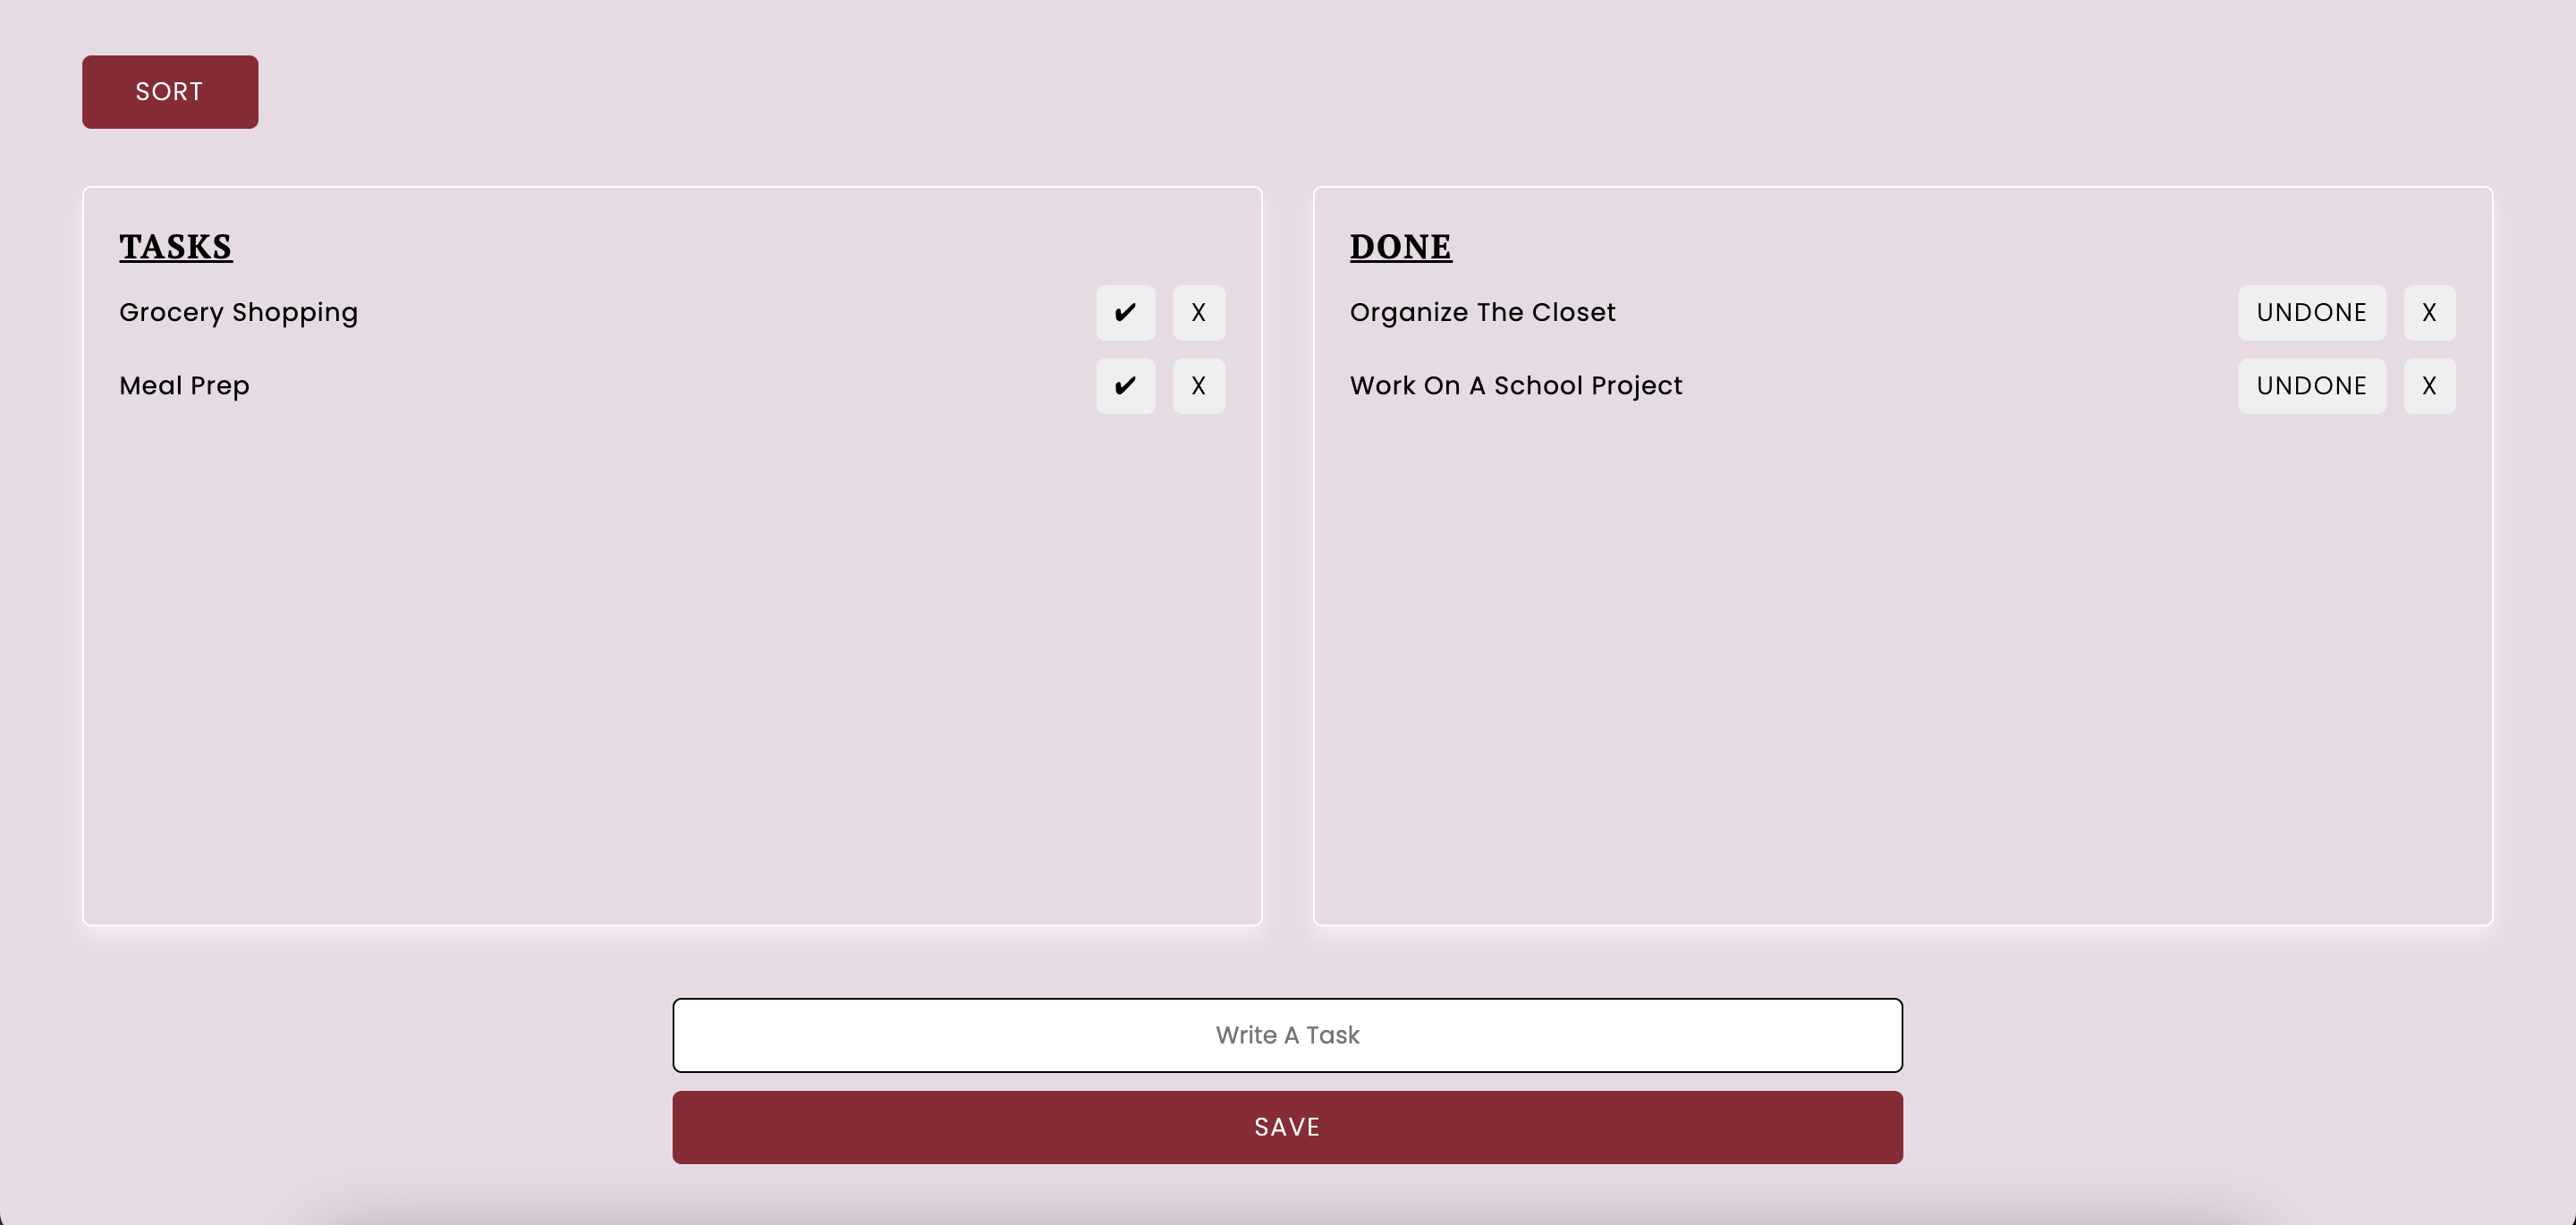 SORT
TASKS
Grocery Shopping ✔ X
Meal Prep ✔ X
DONE
Organize The Closet UNDONE X
Work On A School Project UNDONE X
Write A Task
SAVE